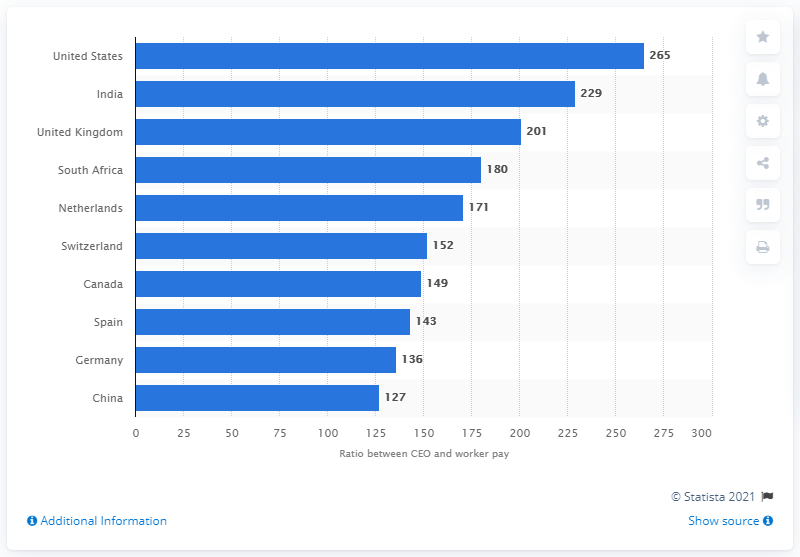 United States 265
India 229
United Kingdom 201
South Africa 180
Netherlands 171
Switzerland 152
Canada 149
Spain 143
Germany 136
China 127
0 25 50 75 100 125 150 175 200 225 250 275 300
Ratio between CEO and worker pay
© Statista 2021
Additional Information Show source